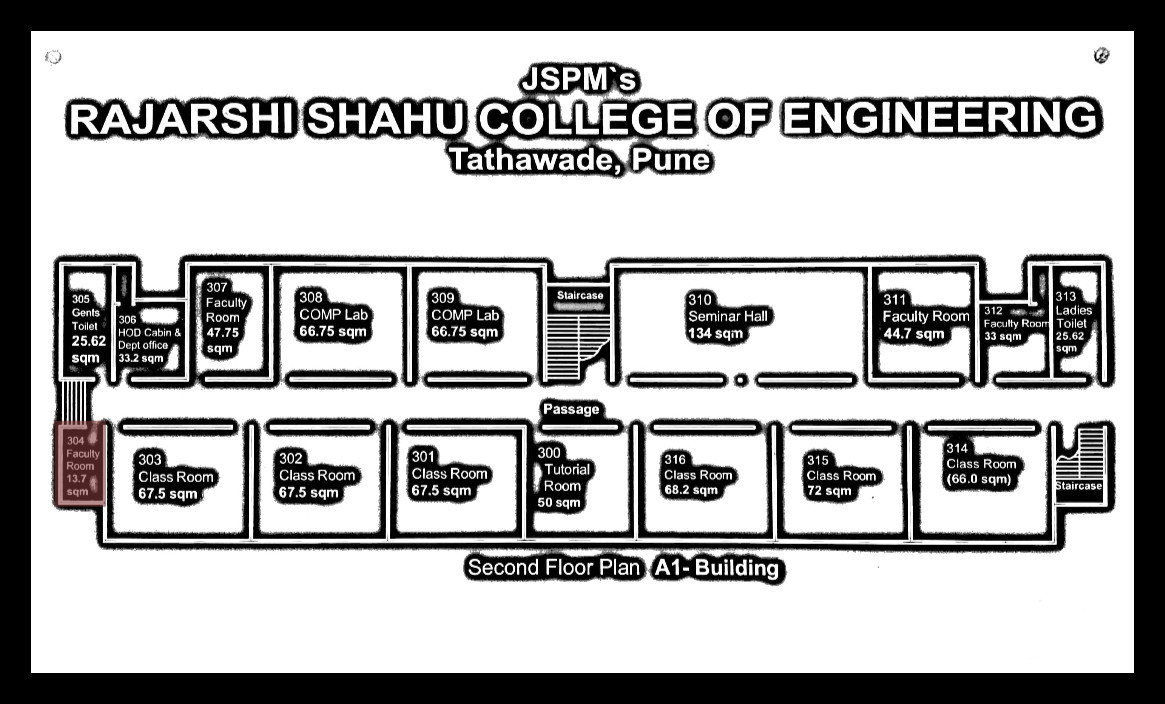 JSPM`s
RAJARSHI SHAHU COLLEGE OF ENGINEERING
Tathawade, Pune
305
Gents
Toilet
25.62
sqm
306
HOD Cabin &
Dept office
33.2 sqm
307
Faculty
Room
47.75
sqm
308
COMP Lab
66.75 sqm
309
COMP Lab
66.75 sqm
Staircase
310
Seminar Hall
134 sqm
311
Faculty Room
44.7 sqm
312
Faculty Room
33 sqm
313
Ladies
Toilet
25.62
sqm
Passage
304
Faculty
Room
13.7
sqm
303
Class Room
67.5 sqm
302
Class Room
67.5 sqm
301
Class Room
67.5 sqm
300
Tutorial
Room
50 sqm
316
Class Room
68.2 sqm
315
Class Room
72 sqm
314
Class Room
(66.0 sqm)
Staircase
Second Floor Plan A1- Building